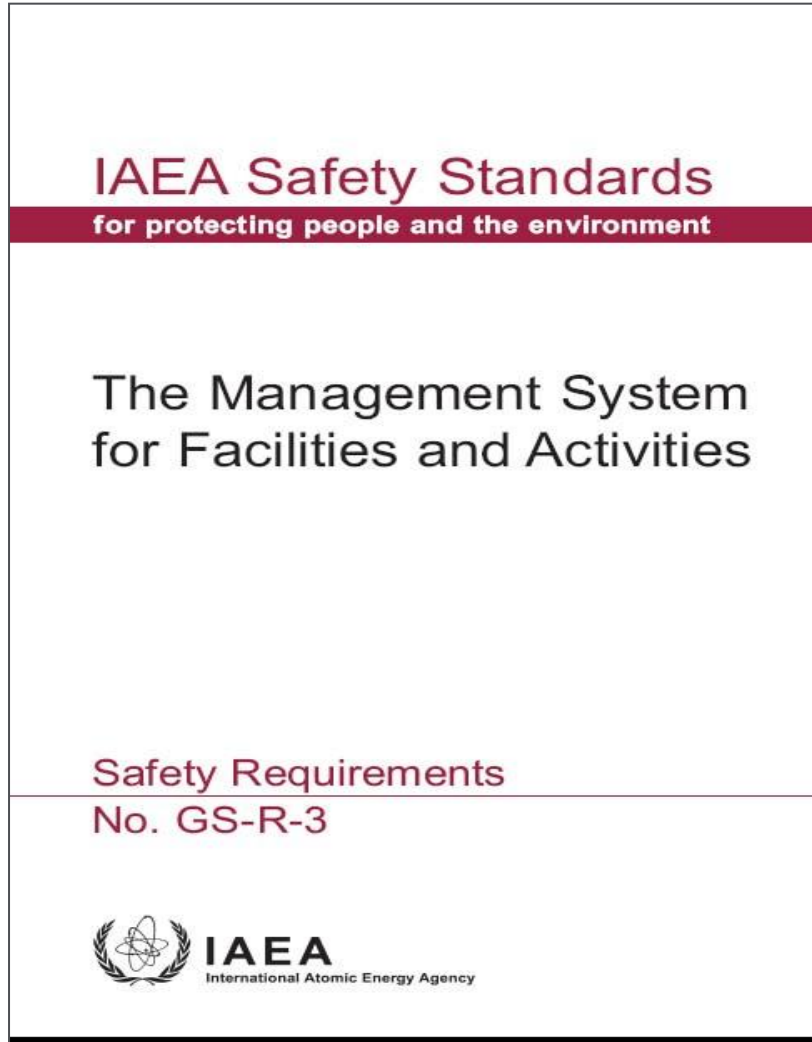 IAEA Safety Standards
for protecting people and the environment
The Management System
for Facilities and Activities
Safety Requirements
No. GS-R-3
IAEA
International Atomic Energy Agency